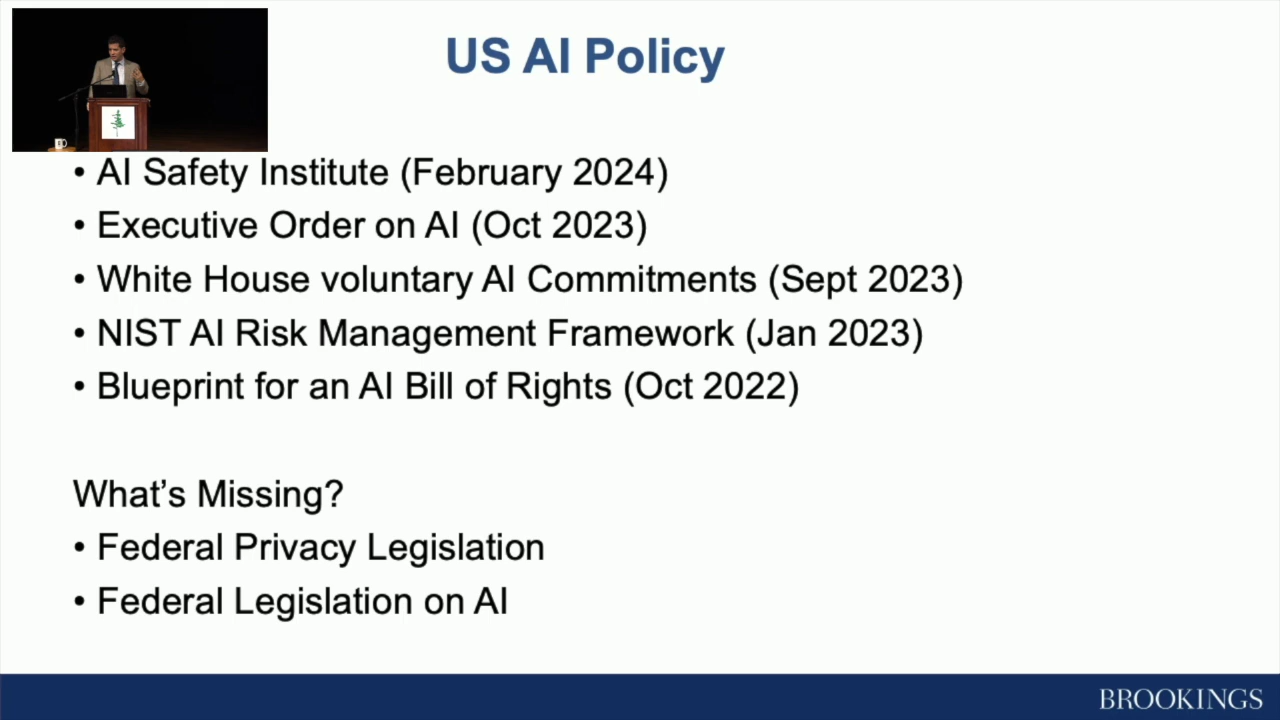 US AI Policy
• AI Safety Institute (February 2024)
• Executive Order on AI (Oct 2023)
• White House voluntary AI Commitments (Sept 2023)
• NIST AI Risk Management Framework (Jan 2023)
• Blueprint for an AI Bill of Rights (Oct 2022)
What’s Missing?
• Federal Privacy Legislation
• Federal Legislation on AI
BROOKINGS